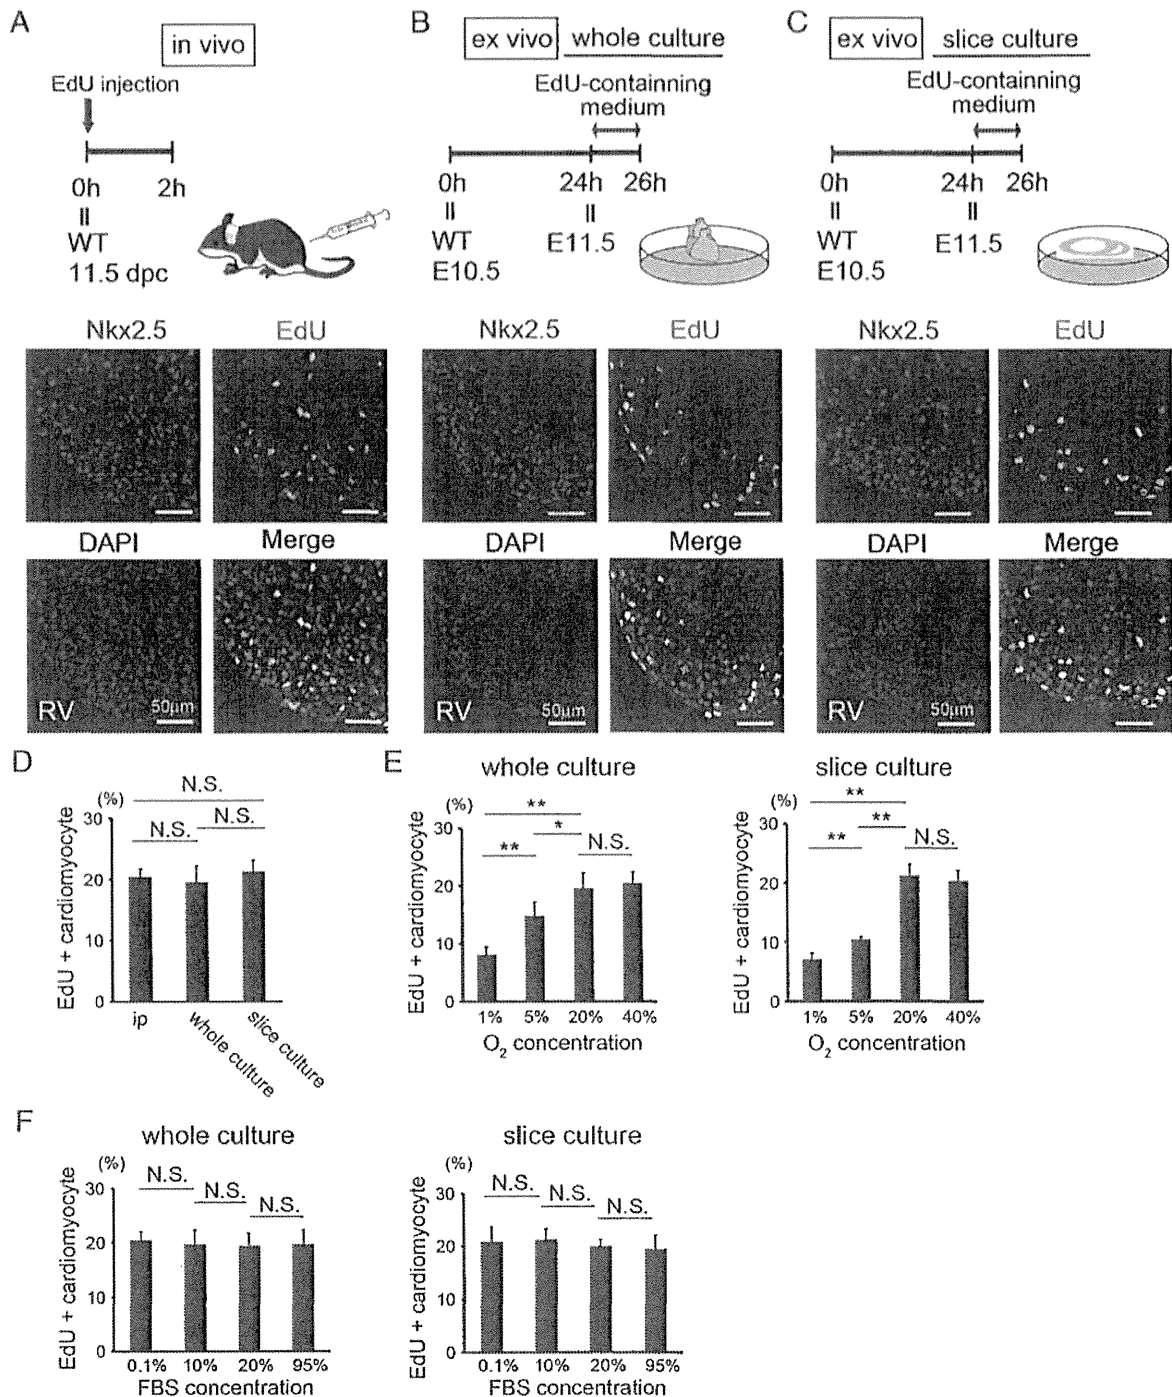 A
in vivo
EdU injection
0h 2h
WT
11.5 dpc
B
ex vivo whole culture
EdU-containning
medium
0h 24h 26h
WT
E10.5
E11.5
C
ex vivo slice culture
EdU-containning
medium
0h 24h 26h
WT
E10.5
E11.5
Nkx2.5 EdU
DAPI Merge
RV 50μm
Nkx2.5 EdU
DAPI Merge
RV 50μm
Nkx2.5 EdU
DAPI Merge
RV 50μm
D
(%)
EdU + cardiomyocyte
30
20
10
0
N.S.
N.S. N.S.
ip whole culture slice culture
E
whole culture
(%)
EdU + cardiomyocyte
30
20
10
0
**
*
** N.S.
1% 5% 20% 40%
O2 concentration
slice culture
(%)
EdU + cardiomyocyte
30
20
10
0
**
**
** N.S.
1% 5% 20% 40%
O2 concentration
F
whole culture
(%)
EdU + cardiomyocyte
30
20
10
0
N.S. N.S. N.S.
0.1% 10% 20% 95%
FBS concentration
slice culture
(%)
EdU + cardiomyocyte
30
20
10
0
N.S. N.S. N.S.
0.1% 10% 20% 95%
FBS concentration